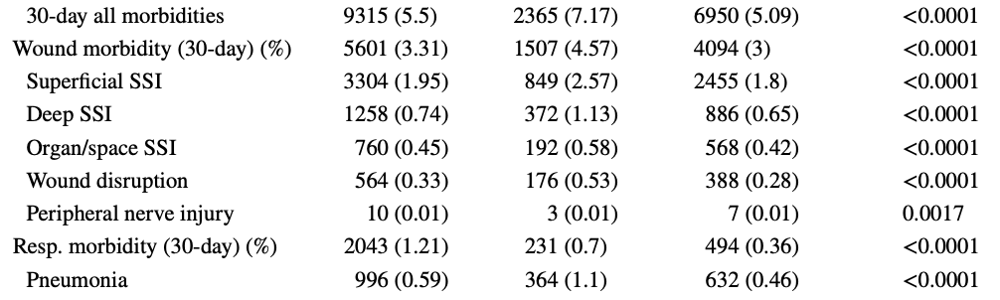 30-day all morbidities 9315 (5.5) 2365 (7.17) 6950 (5.09) <0.0001
Wound morbidity (30-day) (%) 5601 (3.31) 1507 (4.57) 4094 (3) <0.0001
Superficial SSI 3304 (1.95) 849 (2.57) 2455 (1.8) <0.0001
Deep SSI 1258 (0.74) 372 (1.13) 886 (0.65) <0.0001
Organ/space SSI 760 (0.45) 192 (0.58) 568 (0.42) <0.0001
Wound disruption 564 (0.33) 176 (0.53) 388 (0.28) <0.0001
Peripheral nerve injury 10 (0.01) 3 (0.01) 7 (0.01) 0.0017
Resp. morbidity (30-day) (%) 2043 (1.21) 231 (0.7) 494 (0.36) <0.0001
Pneumonia 996 (0.59) 364 (1.1) 632 (0.46) <0.0001